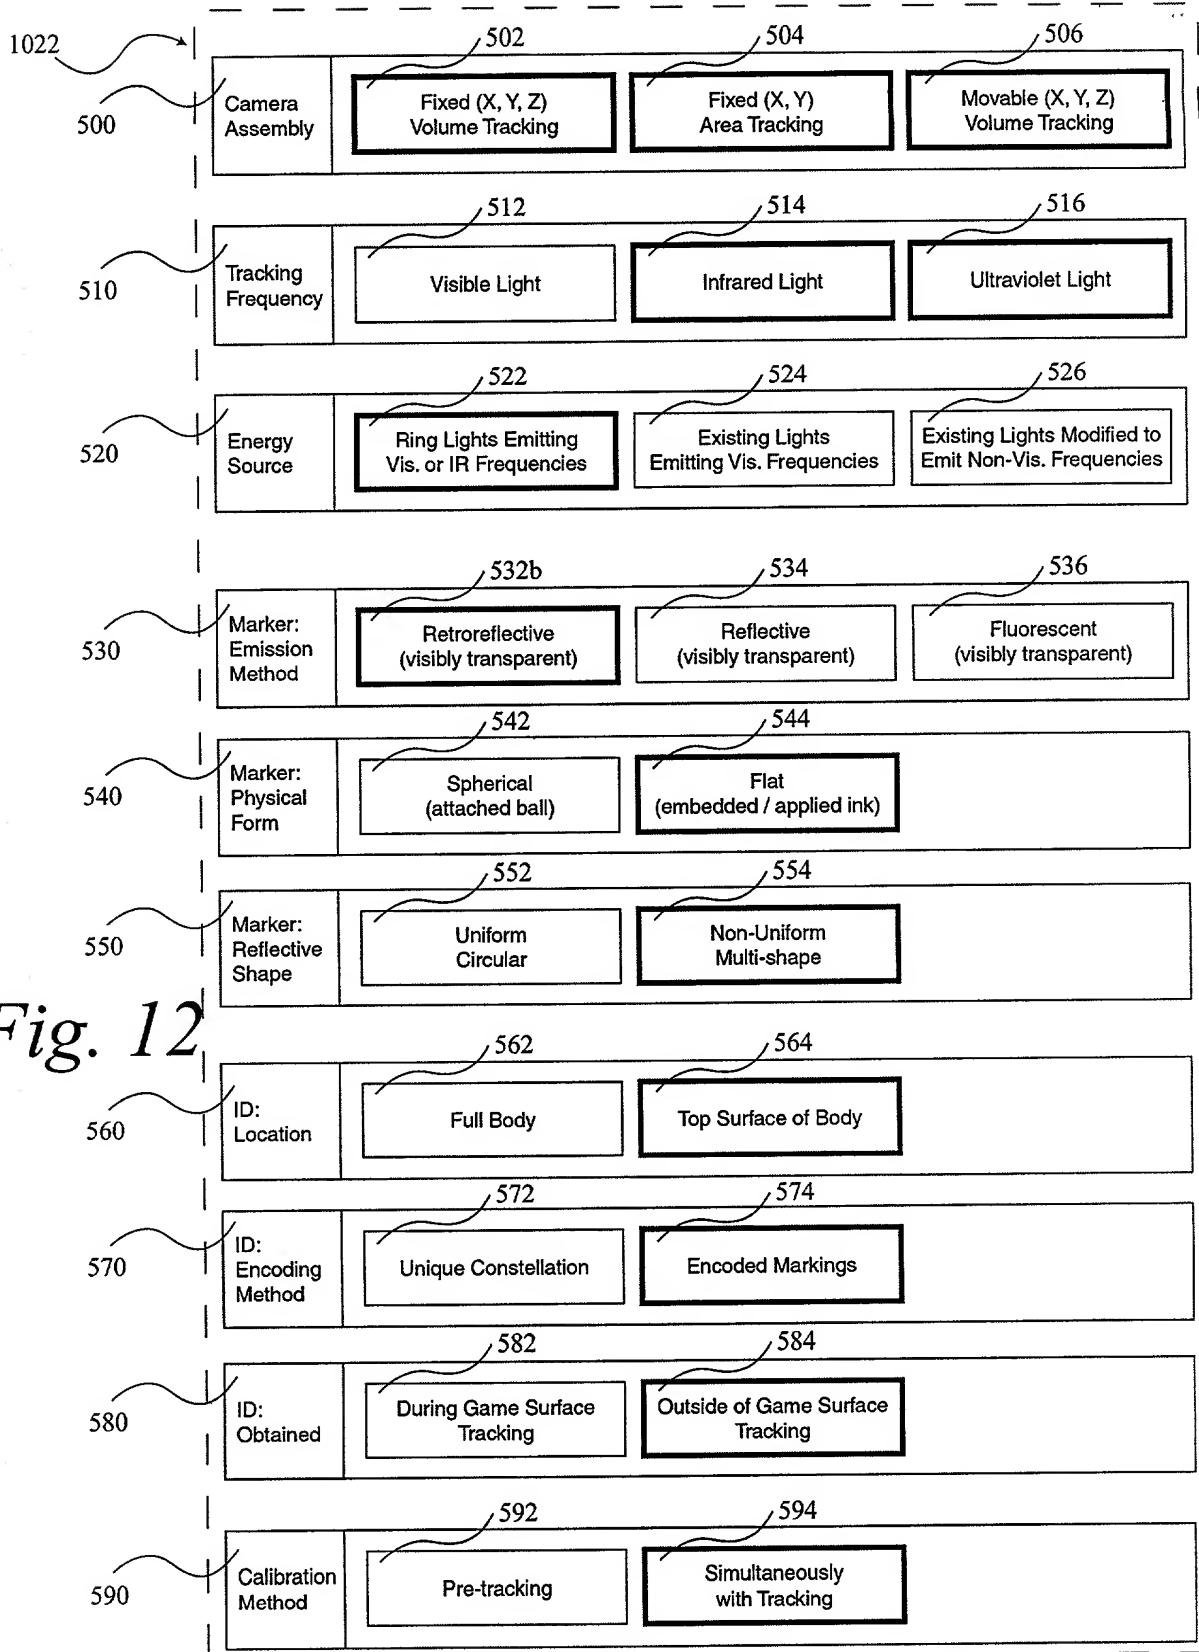 1022
502
504
506
500
Camera
Assembly
Fixed (X, Y, Z)
Volume Tracking
Fixed (X, Y)
Area Tracking
Movable (X, Y, Z)
Volume Tracking
512
514
516
510
Tracking
Frequency
Visible Light
Infrared Light
Ultraviolet Light
522
524
526
520
Energy
Source
Ring Lights Emitting
Vis. or IR Frequencies
Existing Lights
Emitting Vis. Frequencies
Existing Lights Modified to
Emit Non-Vis. Frequencies
532b
534
536
530
Marker:
Emission
Method
Retroreflective
(visibly transparent)
Reflective
(visibly transparent)
Fluorescent
(visibly transparent)
542
544
540
Marker:
Physical
Form
Spherical
(attached ball)
Flat
(embedded / applied ink)
552
554
550
Marker:
Reflective
Shape
Uniform
Circular
Non-Uniform
Multi-shape
Fig. 12
562
564
560
ID:
Location
Full Body
Top Surface of Body
572
574
570
ID:
Encoding
Method
Unique Constellation
Encoded Markings
582
584
580
ID:
Obtained
During Game Surface
Tracking
Outside of Game Surface
Tracking
592
594
590
Calibration
Method
Pre-tracking
Simultaneously
with Tracking